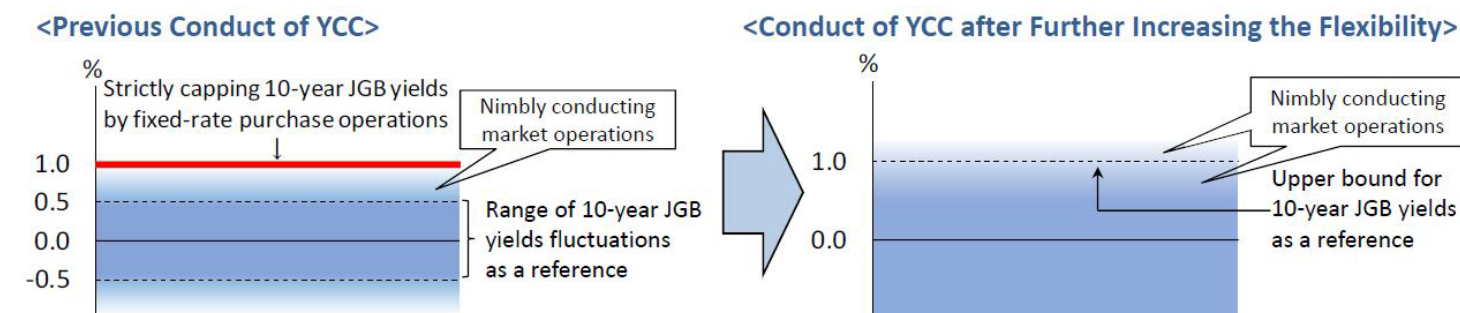 <Previous Conduct of YCC>
%
Strictly capping 10-year JGB yields
by fixed-rate purchase operations
↓
Nimbly conducting
market operations
1.0
0.5
0.0
-0.5
Range of 10-year JGB
yields fluctuations
as a reference
<Conduct of YCC after Further Increasing the Flexibility>
%
Nimbly conducting
market operations
1.0
0.0
Upper bound for
10-year JGB yields
as a reference